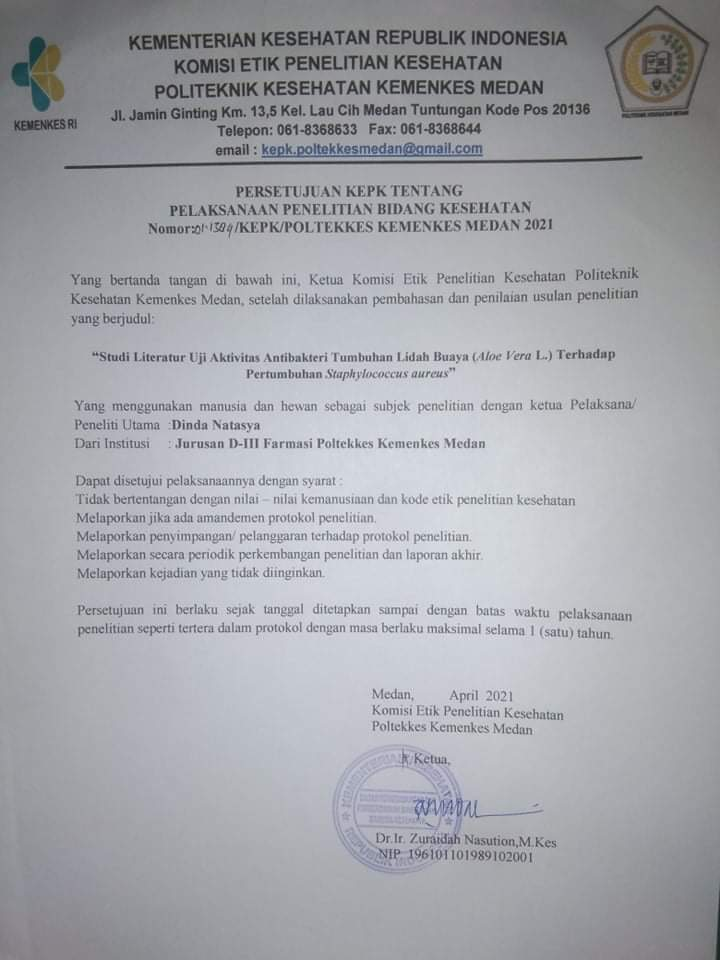 KEMENTERIAN KESEHATAN REPUBLIK INDONESIA
KOMISI ETIK PENELITIAN KESEHATAN
POLITEKNIK KESEHATAN KEMENKES MEDAN
Jl. Jamin Ginting Km. 13,5 Kel. Lau Cih Medan Tuntungan Kode Pos 20136
Telepon: 061-8368633 Fax: 061-8368644
email : kepk.poltekkesmedan@gmail.com
KEMENKES RI
POLITEKNIK KESEHATAN MEDAN
PERSETUJUAN KEPK TENTANG
PELAKSANAAN PENELITIAN BIDANG KESEHATAN
Nomor: /KEPK/POLTEKKES KEMENKES MEDAN 2021
Yang bertanda tangan di bawah ini, Ketua Komisi Etik Penelitian Kesehatan Politeknik
Kesehatan Kemenkes Medan, setelah dilaksanakan pembahasan dan penilaian usulan penelitian
yang berjudul:
“Studi Literatur Uji Aktivitas Antibakteri Tumbuhan Lidah Buaya (Aloe Vera L.) Terhadap
Pertumbuhan Staphylococcus aureus”
Yang menggunakan manusia dan hewan sebagai subjek penelitian dengan ketua Pelaksana/
Peneliti Utama :Dinda Natasya
Dari Institusi : Jurusan D-III Farmasi Poltekkes Kemenkes Medan
Dapat disetujui pelaksanaannya dengan syarat :
Tidak bertentangan dengan nilai – nilai kemanusiaan dan kode etik penelitian kesehatan
Melaporkan jika ada amandemen protokol penelitian.
Melaporkan penyimpangan/ pelanggaran terhadap protokol penelitian.
Melaporkan secara periodik perkembangan penelitian dan laporan akhir.
Melaporkan kejadian yang tidak diinginkan.
Persetujuan ini berlaku sejak tanggal ditetapkan sampai dengan batas waktu pelaksanaan
penelitian seperti tertera dalam protokol dengan masa berlaku maksimal selama 1 (satu) tahun.
Medan, April 2021
Komisi Etik Penelitian Kesehatan
Poltekkes Kemenkes Medan
Ketua,
Dr.Ir. Zuraidah Nasution,M.Kes
NIP. 196101101989102001